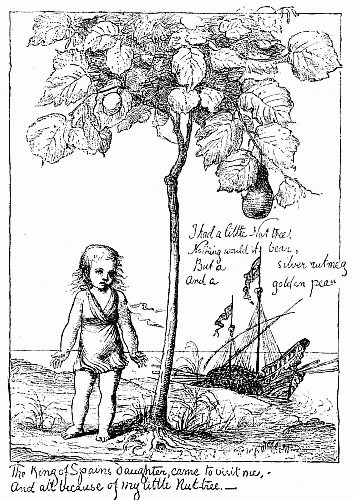 I had a little Nut tree,
Nothing would it bear,
But a silver nutmeg
and a golden pear
The King of Spains daughter, came to visit me, -
And all because of my little Nut tree. —